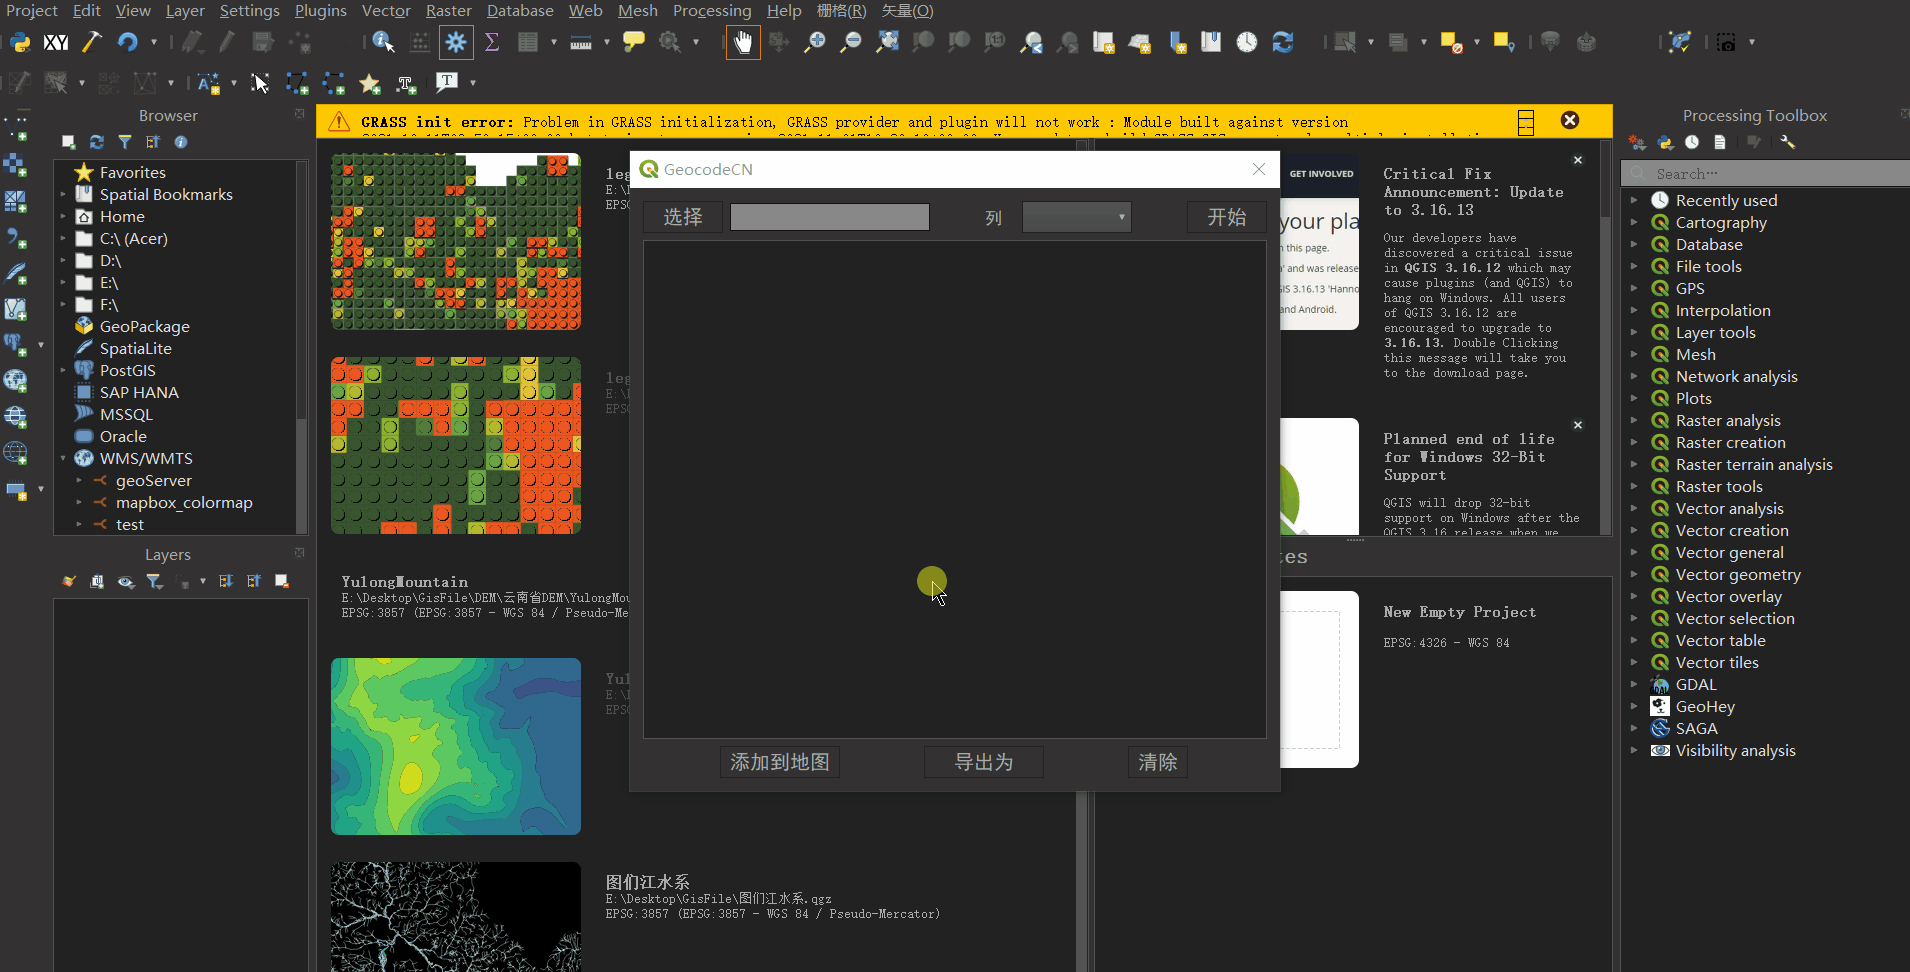 Project Edit View Layer Settings Plugins Vector Raster Database Web Mesh Processing Help 栅格(R) 矢量(O)
Browser
Favorites
Spatial Bookmarks
Home
C:\ (Acer)
D:\
E:\
F:\
GeoPackage
SpatiaLite
PostGIS
SAP HANA
MSSQL
Oracle
WMS/WMTS
geoServer
mapbox_colormap
test
Layers
GRASS init error: Problem in GRASS initialization, GRASS provider and plugin will not work : Module built against version
leg
E:\
EPS
leg
E:\
EPS
YulongMountain
E:\Desktop\GisFile\DEM\云南省DEM\YulongMou
EPSG:3857 (EPSG:3857 - WGS 84 / Pseudo-Me
Yul
E:\
EPS
图们江水系
E:\Desktop\GisFile\图们江水系.qgz
EPSG:3857 (EPSG:3857 - WGS 84 / Pseudo-Mercator)
GeocodeCN
选择 列 开始
添加到地图 导出为 清除
GET INVOLVED
your pla
n this page.
' and was release
IS 3.16.13 'Hanno
and Android.
Critical Fix
Announcement: Update
to 3.16.13
Our developers have
discovered a critical issue
in QGIS 3.16.12 which may
cause plugins (and QGIS) to
hang on Windows. All users
of QGIS 3.16.12 are
encouraged to upgrade to
3.16.13. Double Clicking
this message will take you
to the download page.
Planned end of life
for Windows 32-Bit
Support
QGIS will drop 32-bit
support on Windows after the
QGIS 3.16 release when we
tes
New Empty Project
EPSG:4326 - WGS 84
Processing Toolbox
Search…
Recently used
Cartography
Database
File tools
GPS
Interpolation
Layer tools
Mesh
Network analysis
Plots
Raster analysis
Raster creation
Raster terrain analysis
Raster tools
Vector analysis
Vector creation
Vector general
Vector geometry
Vector overlay
Vector selection
Vector table
Vector tiles
GDAL
GeoHey
SAGA
Visibility analysis